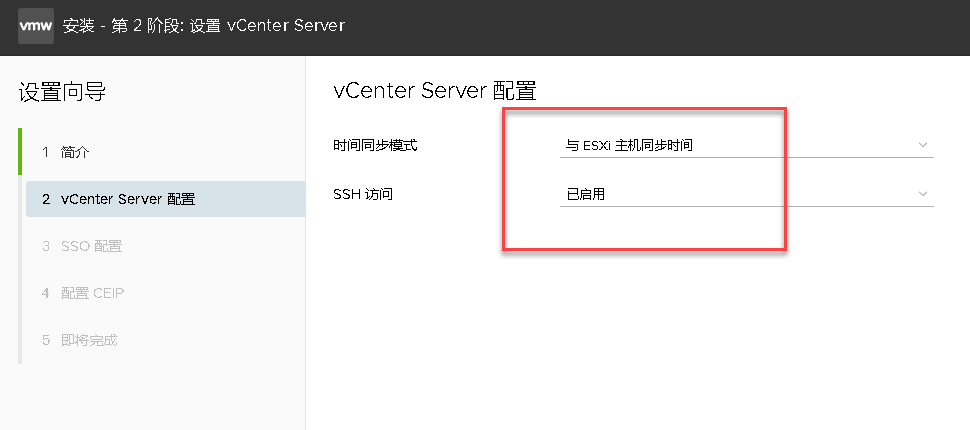 vmw 安装 - 第 2 阶段: 设置 vCenter Server
设置向导
1 简介
2 vCenter Server 配置
3 SSO 配置
4 配置 CEIP
5 即将完成
vCenter Server 配置
时间同步模式 与 ESXi 主机同步时间
SSH 访问 已启用